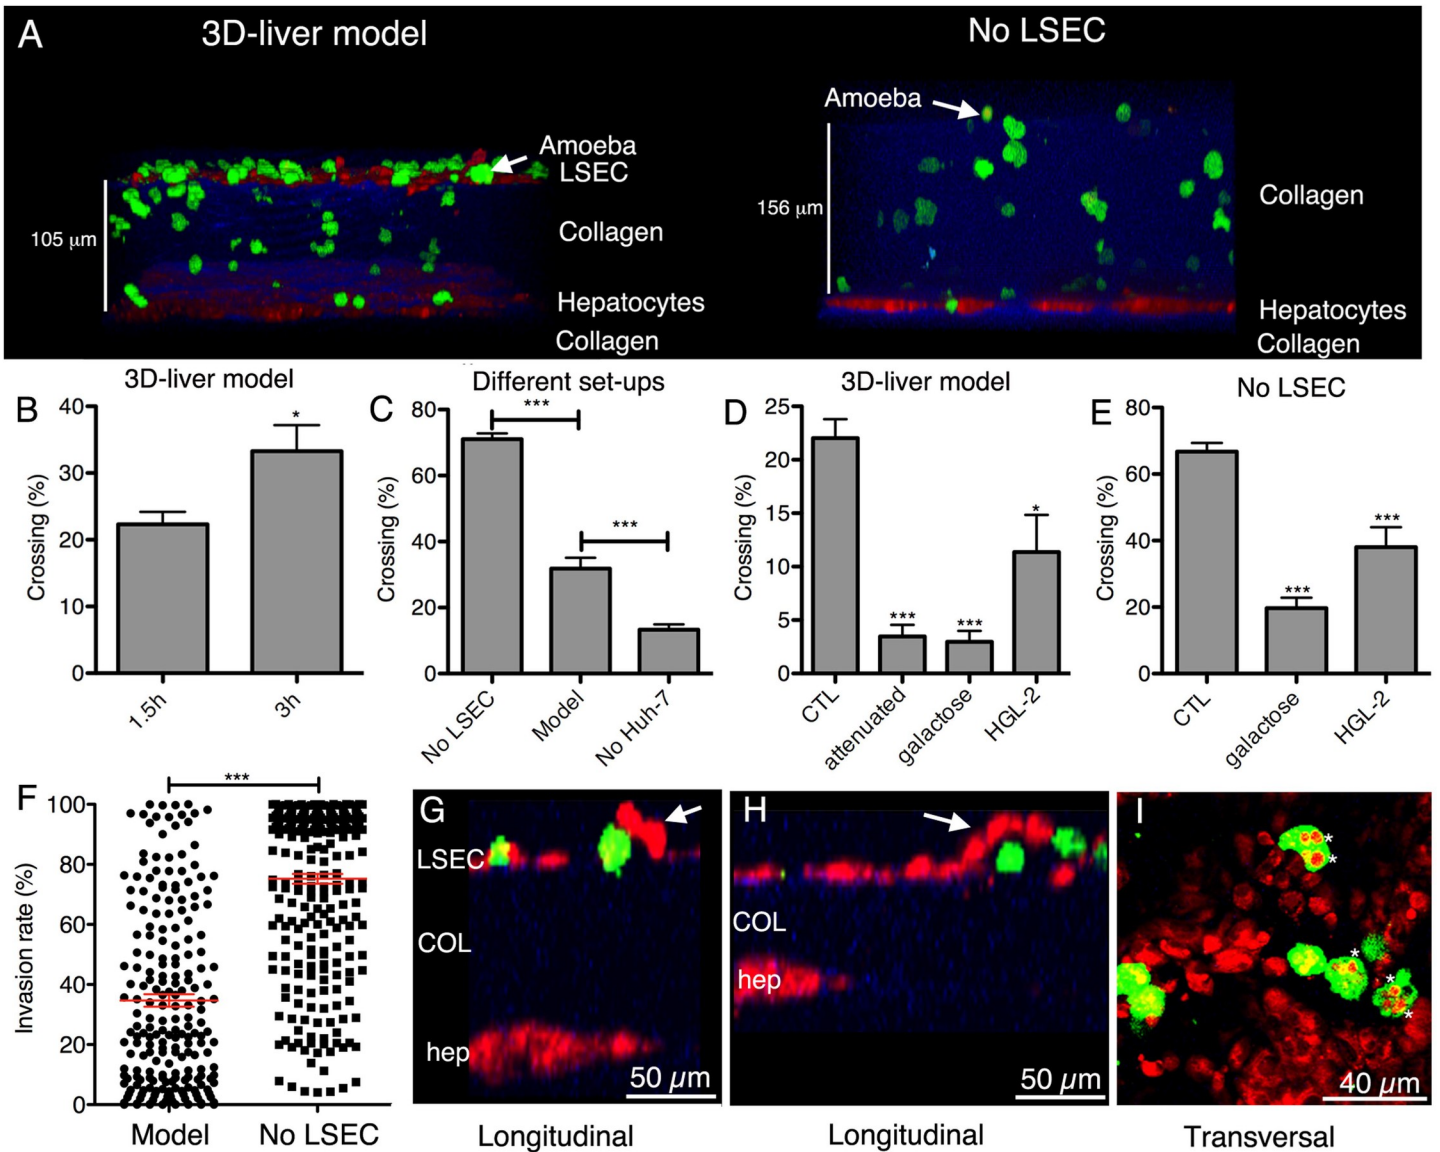 A
3D-liver model
No LSEC
Amoeba
LSEC
Collagen
Hepatocytes
Collagen
105 µm
Amoeba
156 µm
Collagen
Hepatocytes
Collagen
B
3D-liver model
Crossing (%)
40
30
20
10
0
*
1.5h
3h
C
Different set-ups
Crossing (%)
80
60
40
20
0
***
***
No LSEC
Model
No Huh-7
D
3D-liver model
Crossing (%)
25
20
15
10
5
0
***
***
*
CTL
attenuated
galactose
HGL-2
E
No LSEC
Crossing (%)
80
60
40
20
0
***
***
CTL
galactose
HGL-2
F
Invasion rate (%)
100
80
60
40
20
0
***
Model
No LSEC
G
LSEC
COL
hep
50 µm
Longitudinal
H
COL
hep
50 µm
Longitudinal
I
*
*
*
*
*
40 µm
Transversal